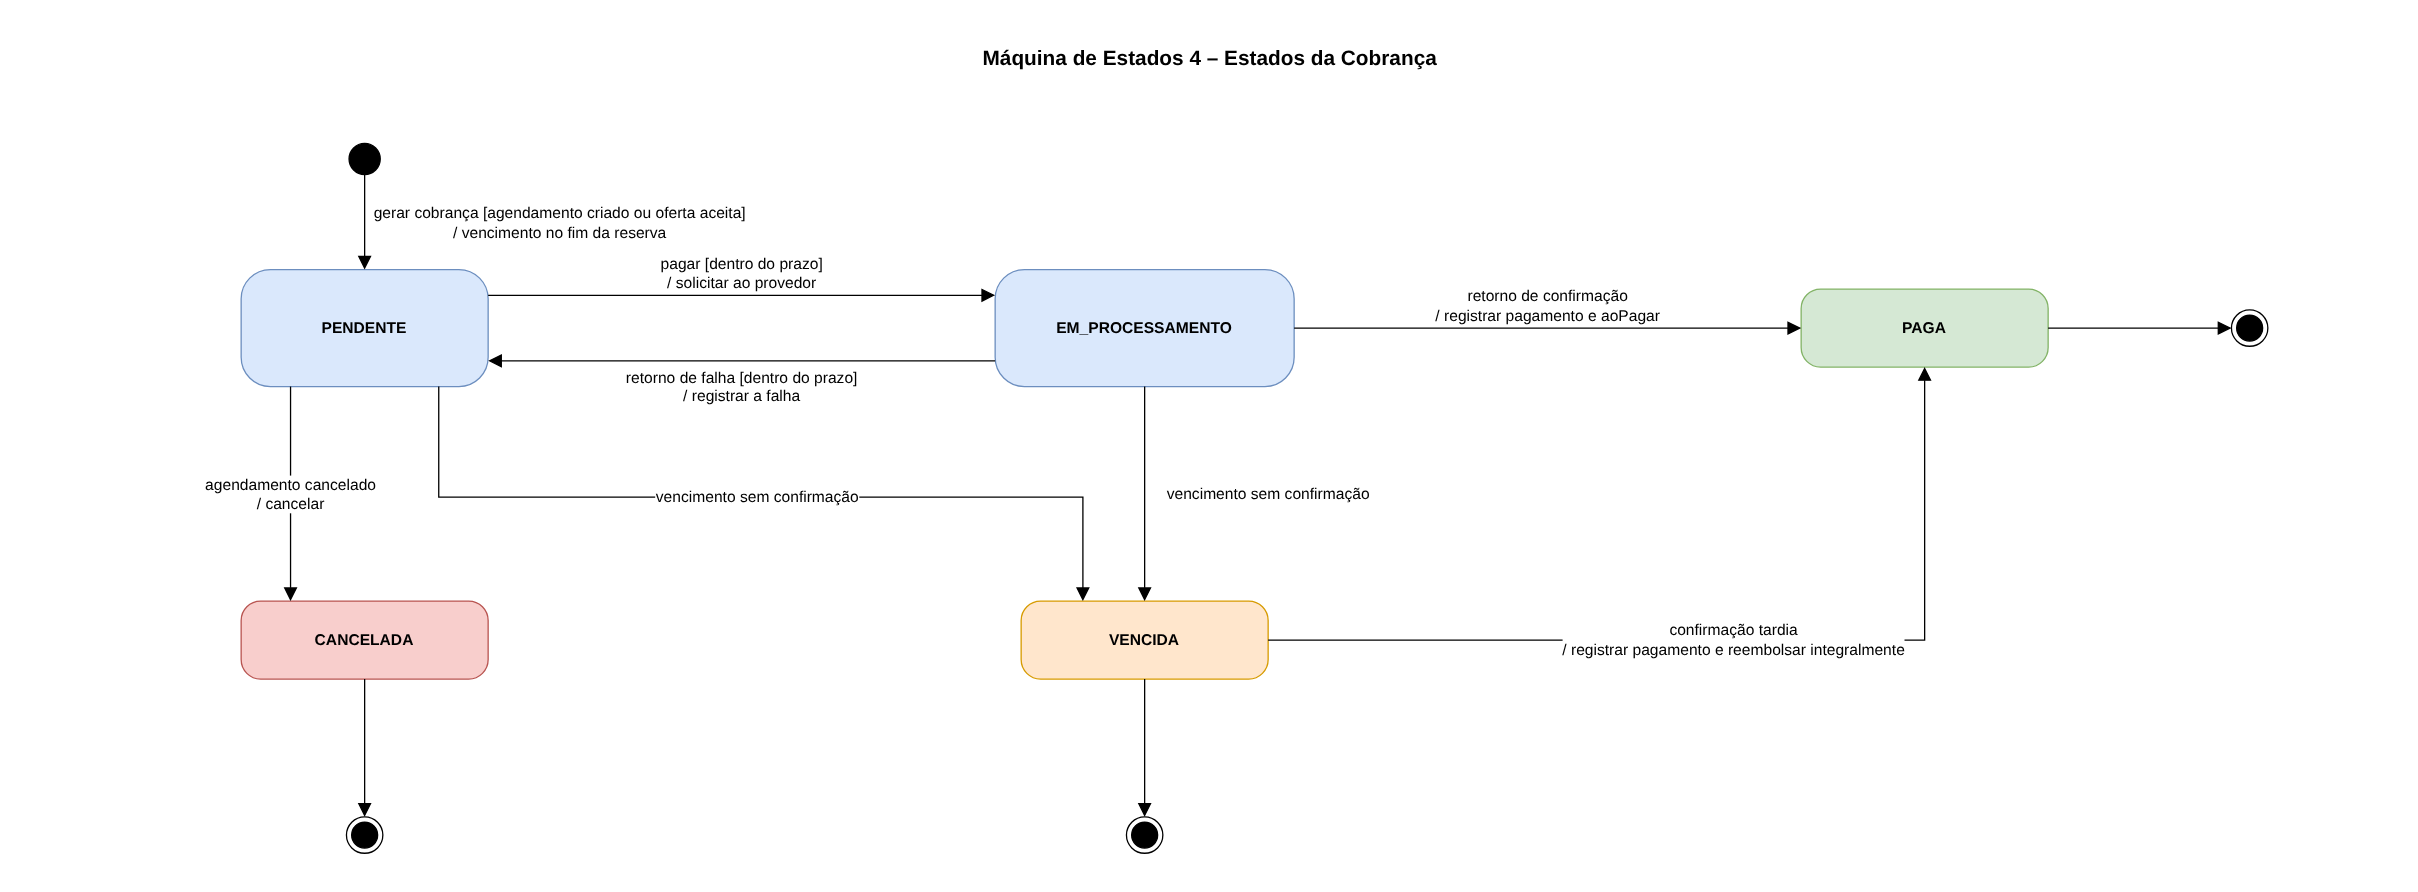 Máquina de Estados 4 – Estados da Cobrança
gerar cobrança [agendamento criado ou oferta aceita]
/ vencimento no fim da reserva
pagar [dentro do prazo]
/ solicitar ao provedor
retorno de confirmação
/ registrar pagamento e aoPagar
PENDENTE
EM_PROCESSAMENTO
PAGA
retorno de falha [dentro do prazo]
/ registrar a falha
agendamento cancelado
/ cancelar
vencimento sem confirmação
vencimento sem confirmação
CANCELADA
VENCIDA
confirmação tardia
/ registrar pagamento e reembolsar integralmente